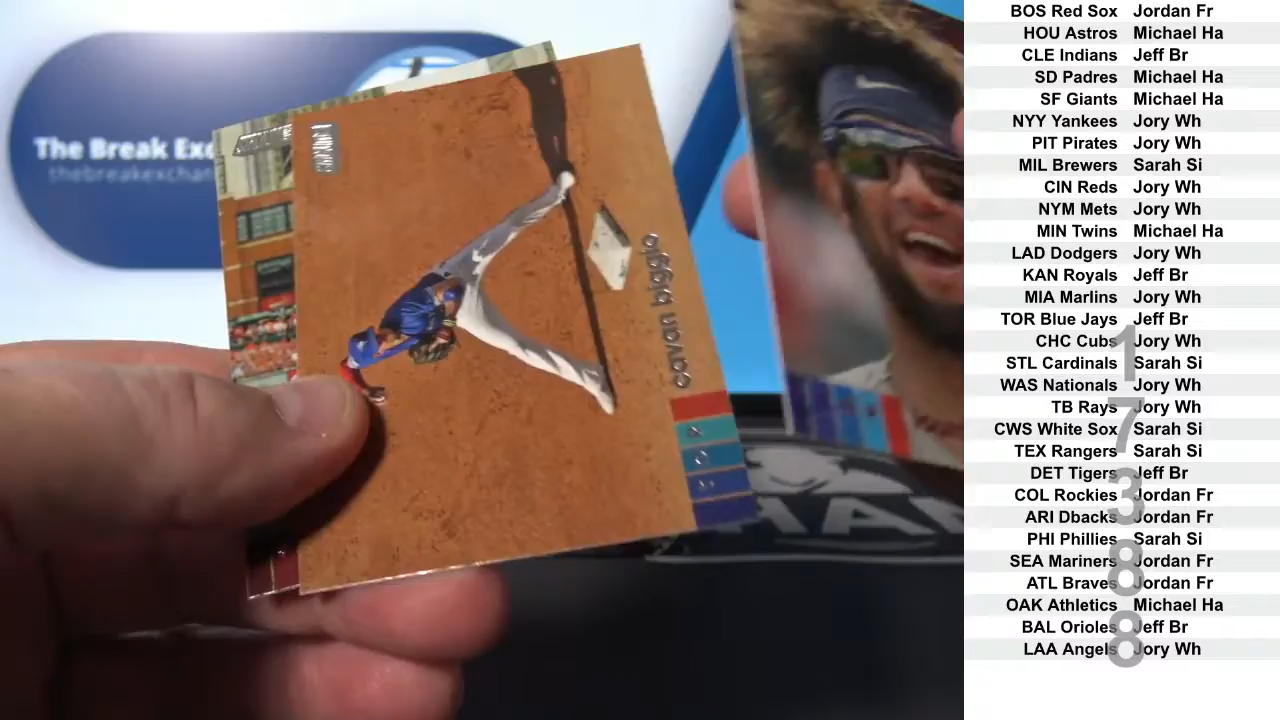 The Break Exc
thebreakexchan
cavan biggio
BOS Red Sox Jordan Fr
HOU Astros Michael Ha
CLE Indians Jeff Br
SD Padres Michael Ha
SF Giants Michael Ha
NYY Yankees Jory Wh
PIT Pirates Jory Wh
MIL Brewers Sarah Si
CIN Reds Jory Wh
NYM Mets Jory Wh
MIN Twins Michael Ha
LAD Dodgers Jory Wh
KAN Royals Jeff Br
MIA Marlins Jory Wh
TOR Blue Jays Jeff Br
CHC Cubs Jory Wh
STL Cardinals Sarah Si
WAS Nationals Jory Wh
TB Rays Jory Wh
CWS White Sox Sarah Si
TEX Rangers Sarah Si
DET Tigers Jeff Br
COL Rockies Jordan Fr
ARI Dbacks Jordan Fr
PHI Phillies Sarah Si
SEA Mariners Jordan Fr
ATL Braves Jordan Fr
OAK Athletics Michael Ha
BAL Orioles Jeff Br
LAA Angels Jory Wh
17388